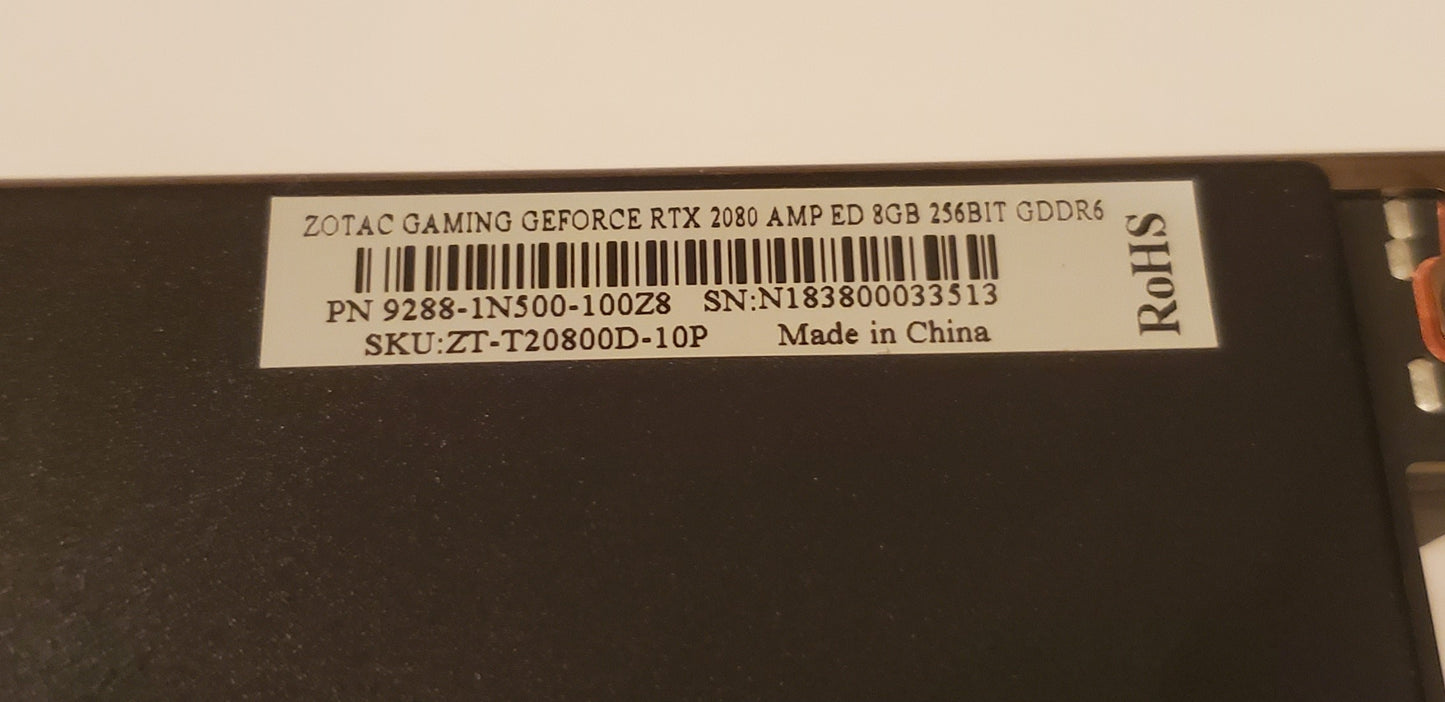 ZOTAC GAMING GEFORCE RTX 2080 AMP ED 8GB 256BIT GDDR6
PN 9288-1N500-100Z8 SN:N183800033513
SKU:ZT-T20800D-10P Made in China
RoHS